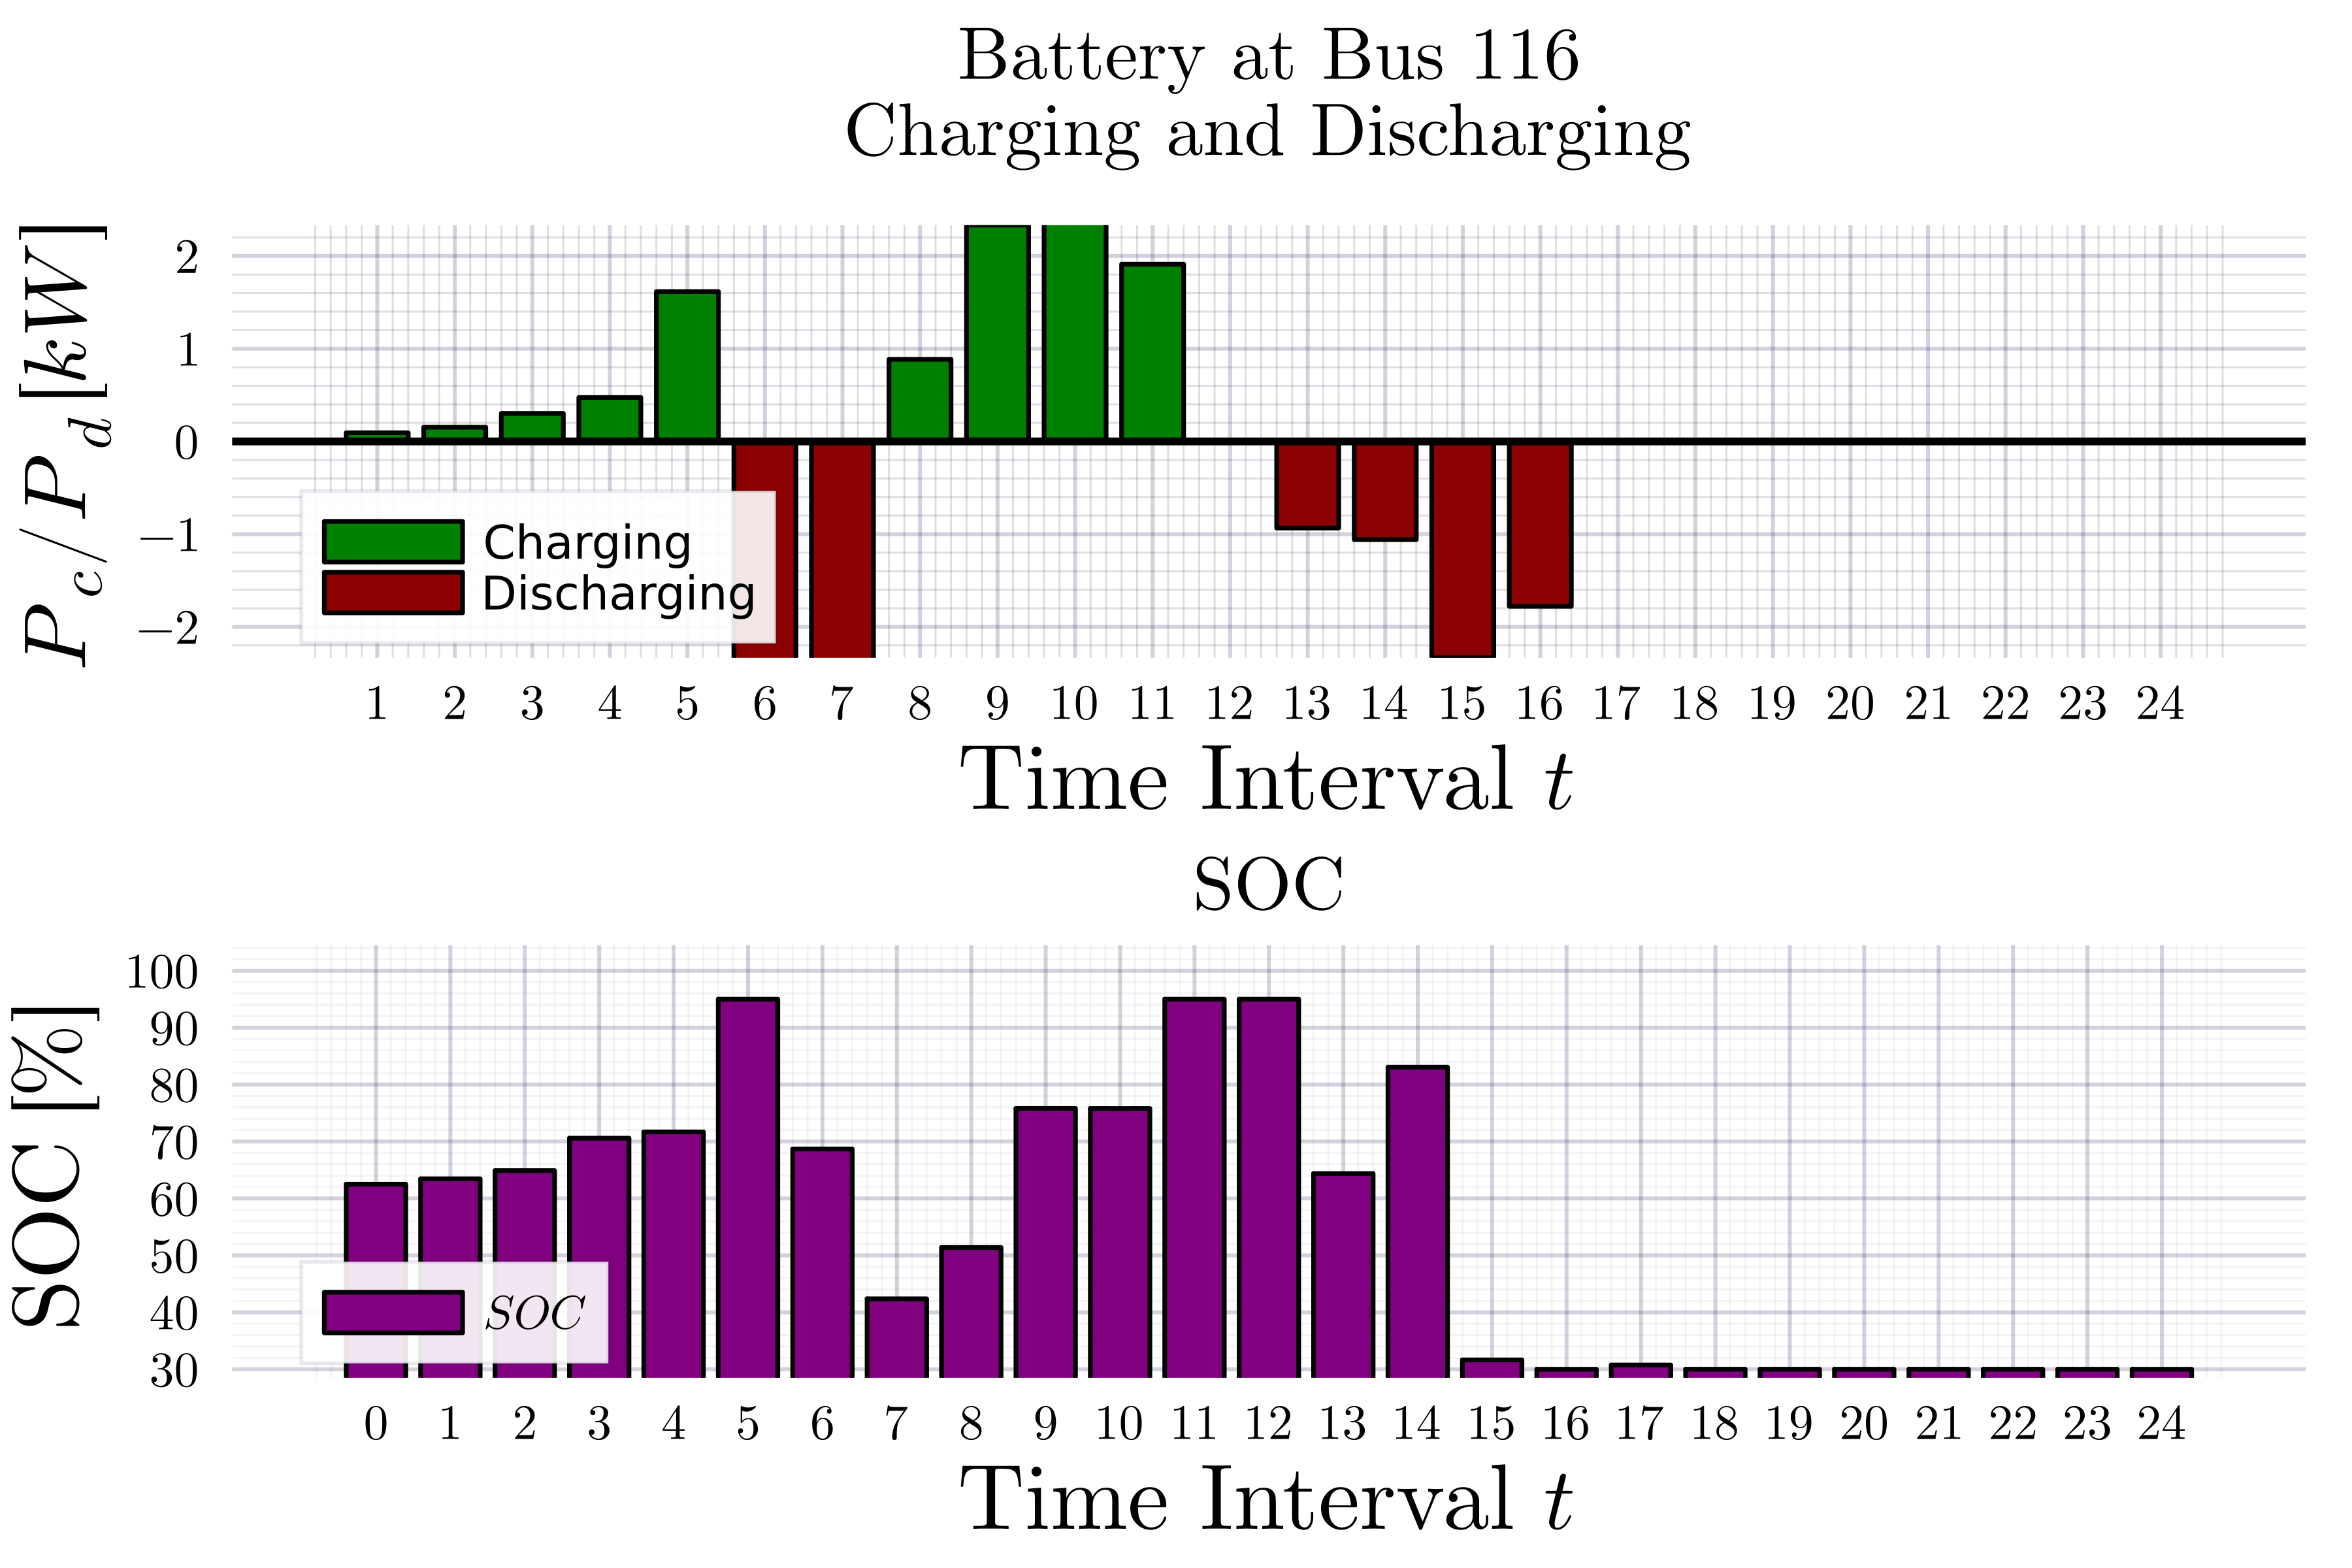 Battery at Bus 116
Charging and Discharging
P_c/P_d [kW]
2
1
0
−1
−2
Charging
Discharging
1 2 3 4 5 6 7 8 9 10 11 12 13 14 15 16 17 18 19 20 21 22 23 24
Time Interval t
SOC
SOC [%]
100
90
80
70
60
50
40
30
SOC
0 1 2 3 4 5 6 7 8 9 10 11 12 13 14 15 16 17 18 19 20 21 22 23 24
Time Interval t